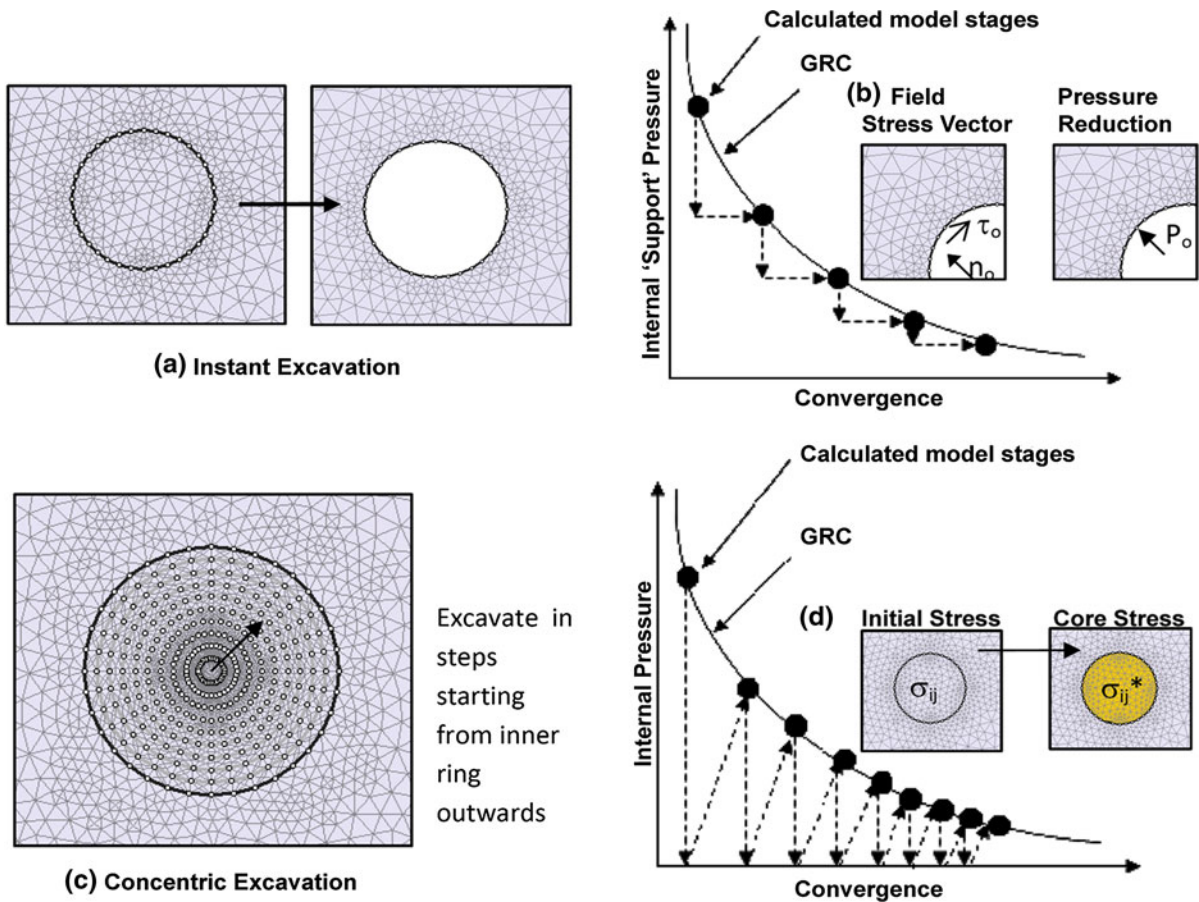 (a) Instant Excavation
Calculated model stages
GRC
(b) Field
Stress Vector
Pressure
Reduction
τo
no
Po
Internal 'Support' Pressure
Convergence
Excavate in
steps
starting
from inner
ring
outwards
(c) Concentric Excavation
Calculated model stages
GRC
(d)
Initial Stress
Core Stress
σij
σij*
Internal Pressure
Convergence